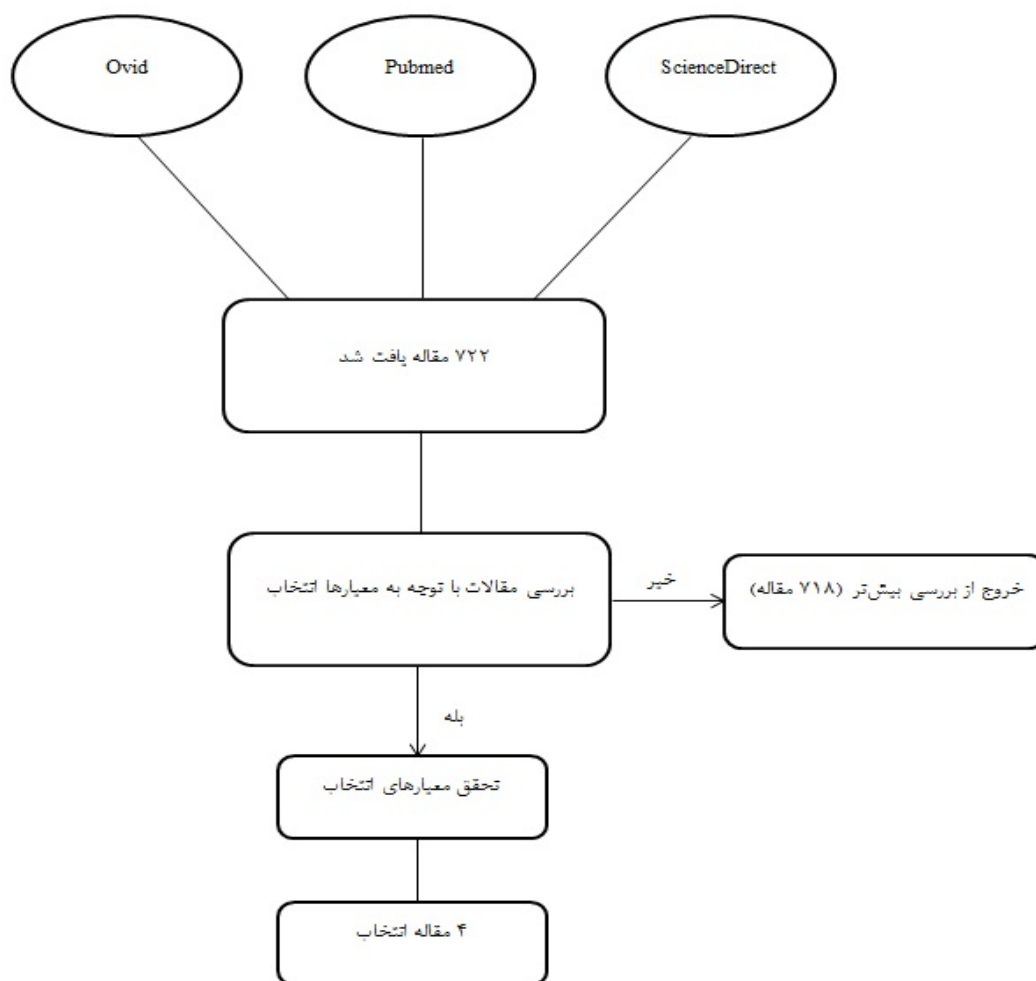 Ovid
Pubmed
ScienceDirect
۷۲۲ مقاله یافت شد
بررسی مقالات با توجه به معیارها انتخاب
خیر
خروج از بررسی بیش‌تر (۷۱۸ مقاله)
بله
تحقق معیارهای انتخاب
۴ مقاله انتخاب